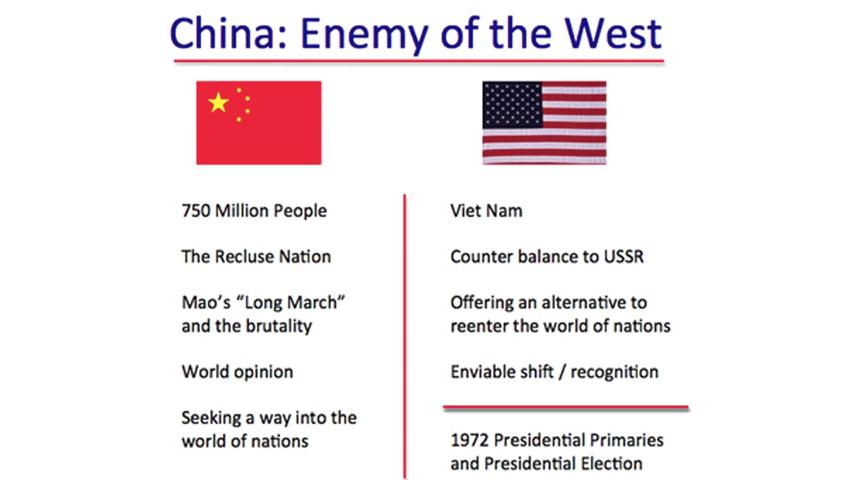 China: Enemy of the West
750 Million People
The Recluse Nation
Mao's “Long March”
and the brutality
World opinion
Seeking a way into the
world of nations
Viet Nam
Counter balance to USSR
Offering an alternative to
reenter the world of nations
Enviable shift / recognition
1972 Presidential Primaries
and Presidential Election